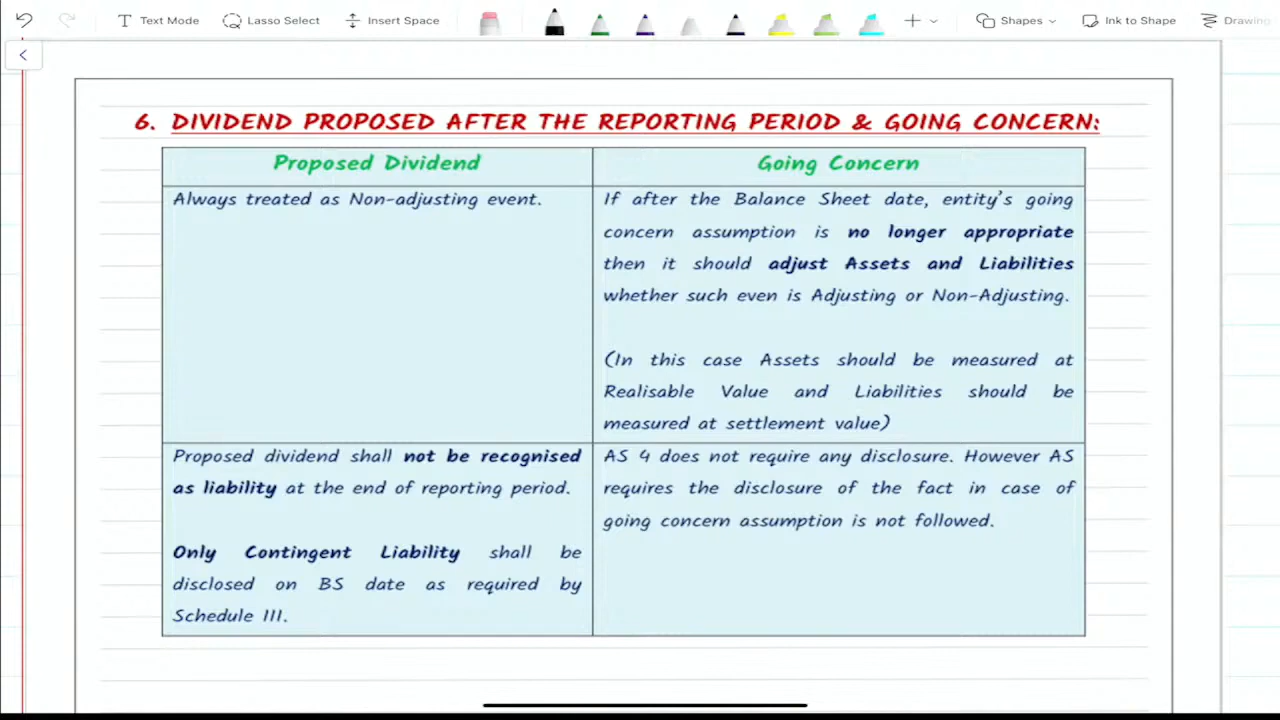 Text Mode Lasso Select Insert Space Shapes Ink to Shape Drawing
6. DIVIDEND PROPOSED AFTER THE REPORTING PERIOD & GOING CONCERN:
Proposed Dividend
Always treated as Non-adjusting event.
Going Concern
If after the Balance Sheet date, entity's going
concern assumption is no longer appropriate
then it should adjust Assets and Liabilities
whether such even is Adjusting or Non-Adjusting.
(In this case Assets should be measured at
Realisable Value and Liabilities should be
measured at settlement value)
Proposed dividend shall not be recognised
as liability at the end of reporting period.
Only Contingent Liability shall be
disclosed on BS date as required by
Schedule III.
AS 4 does not require any disclosure. However AS
requires the disclosure of the fact in case of
going concern assumption is not followed.